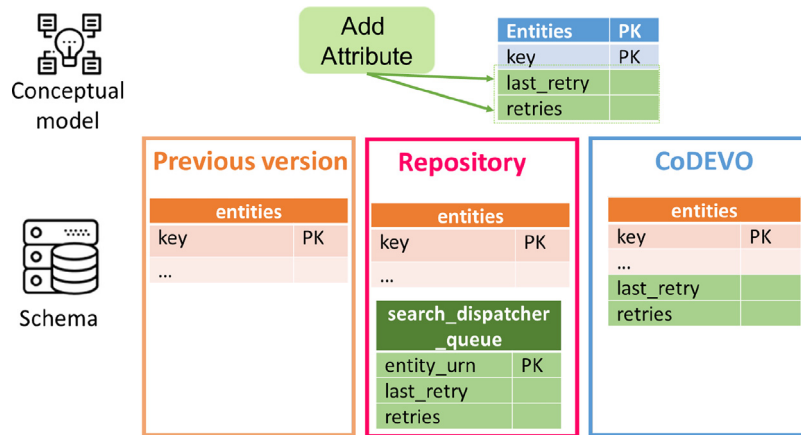 Add
Attribute
Entities PK
key PK
last_retry
retries
Conceptual
model
Previous version
entities
key PK
...
Repository
entities
key PK
...
search_dispatcher
_queue
entity_urn PK
last_retry
retries
CoDEVO
entities
key PK
...
last_retry
retries
Schema